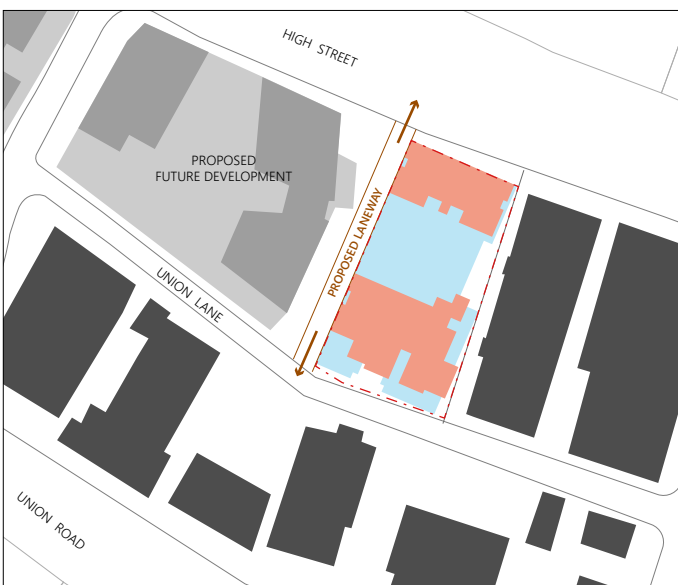 HIGH STREET
PROPOSED
FUTURE DEVELOPMENT
PROPOSED LANEWAY
UNION LANE
UNION ROAD